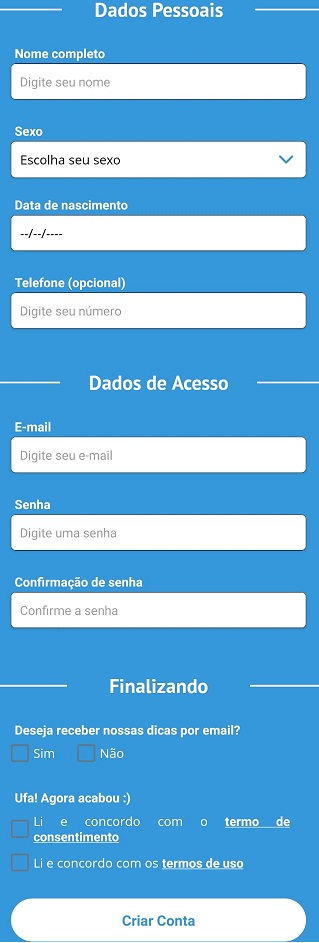 Dados Pessoais
Nome completo
Digite seu nome
Sexo
Escolha seu sexo
Data de nascimento
--/--/----
Telefone (opcional)
Digite seu número
Dados de Acesso
E-mail
Digite seu e-mail
Senha
Digite uma senha
Confirmação de senha
Confirme a senha
Finalizando
Deseja receber nossas dicas por email?
Sim Não
Ufa! Agora acabou :)
Li e concordo com o termo de
consentimento
Li e concordo com os termos de uso
Criar Conta